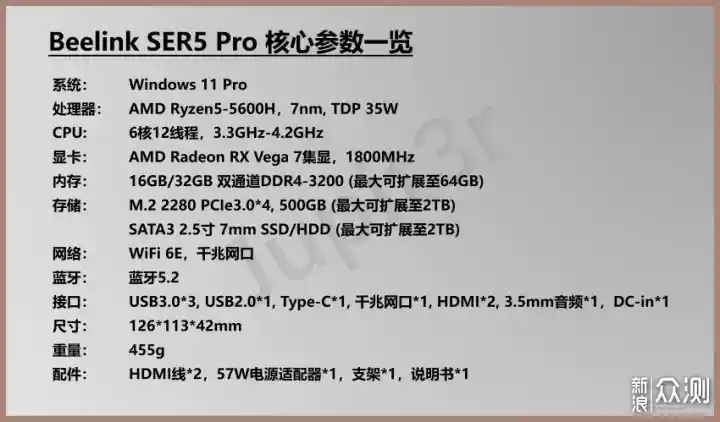 Beelink SER5 Pro 核心参数一览
系统： Windows 11 Pro
处理器： AMD Ryzen5-5600H，7nm, TDP 35W
CPU: 6核12线程，3.3GHz-4.2GHz
显卡： AMD Radeon RX Vega 7集显，1800MHz
内存： 16GB/32GB 双通道DDR4-3200 (最大可扩展至64GB)
存储： M.2 2280 PCIe3.0*4, 500GB (最大可扩展至2TB)
SATA3 2.5寸 7mm SSD/HDD (最大可扩展至2TB)
网络： WiFi 6E，千兆网口
蓝牙： 蓝牙5.2
接口： USB3.0*3, USB2.0*1, Type-C*1, 千兆网口*1, HDMI*2, 3.5mm音频*1，DC-in*1
尺寸： 126*113*42mm
重量： 455g
配件： HDMI线*2，57W电源适配器*1，支架*1，说明书*1
新浪众测